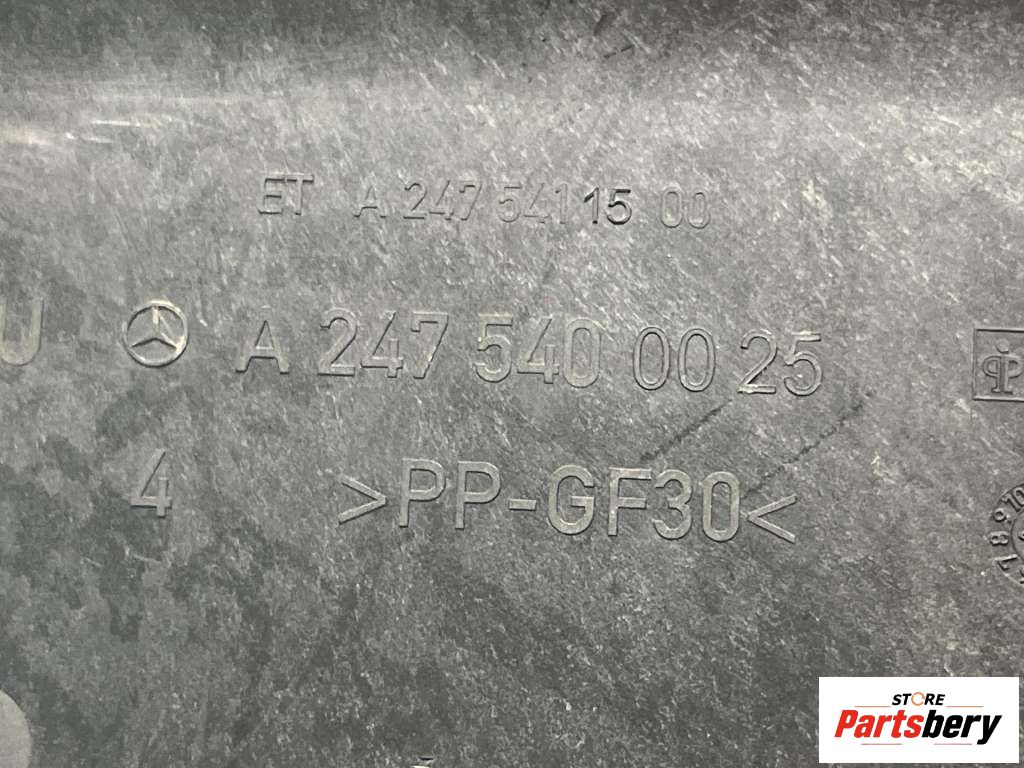 ET A 247 541 15 00
U A 247 540 00 25
4 >PP-GF30<
STORE
Partsbery